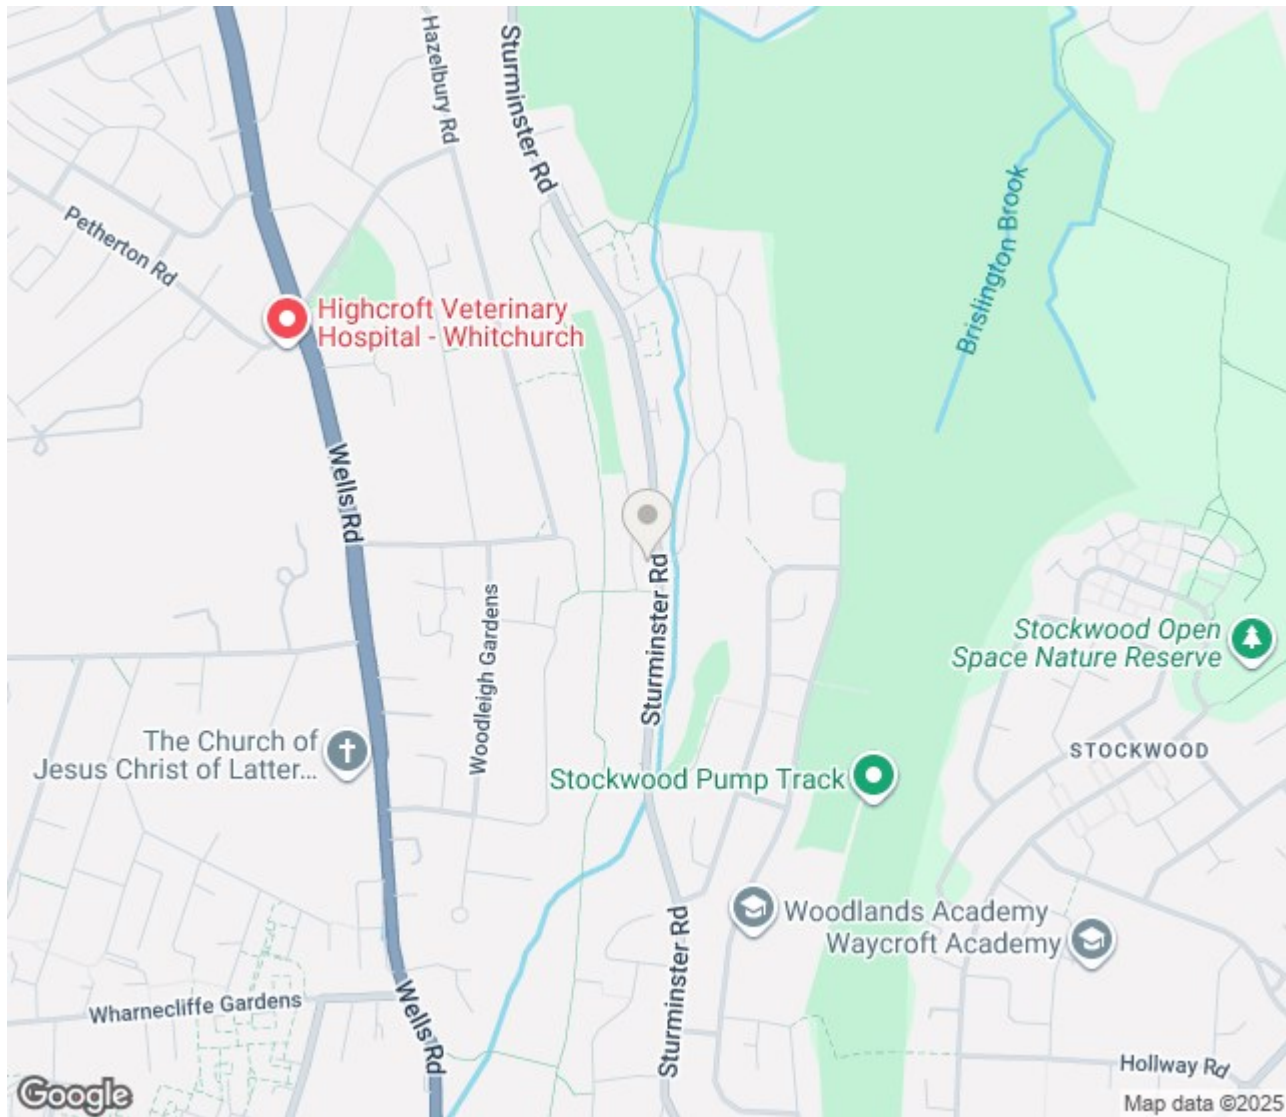 Hazelbury Rd
Sturminster Rd
Petherton Rd
Brislington Brook
Highcroft Veterinary
Hospital - Whitchurch
Wells Rd
Sturminster Rd
Woodleigh Gardens
Stockwood Open
Space Nature Reserve
The Church of
Jesus Christ of Latter...
STOCKWOOD
Stockwood Pump Track
Woodlands Academy
Waycroft Academy
Sturminster Rd
Wharnecliffe Gardens
Wells Rd
Hollway Rd
Google
Map data ©2025